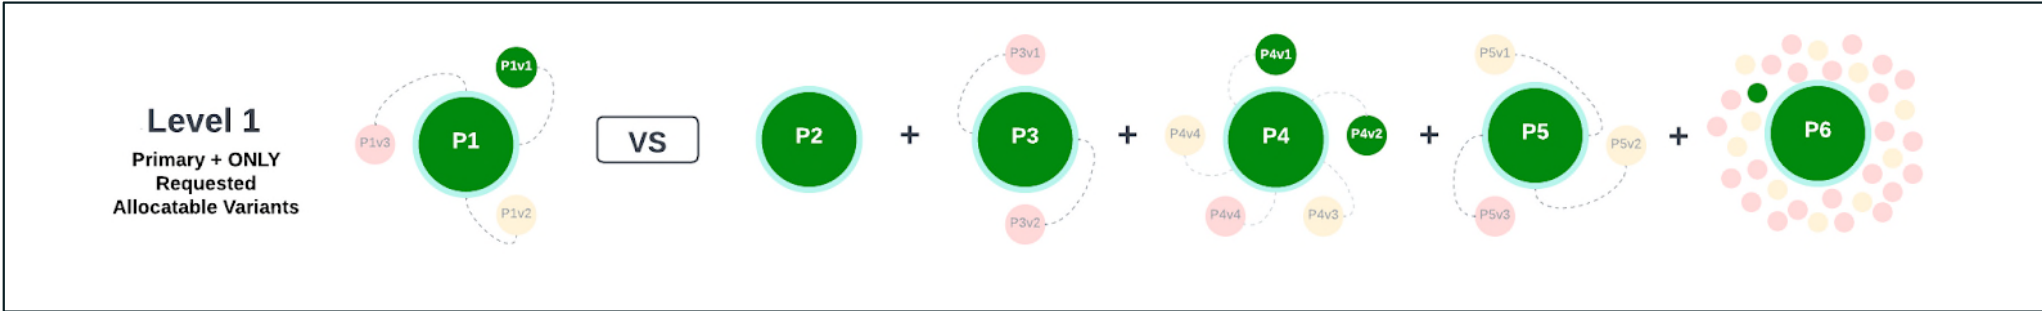 Level 1
Primary + ONLY
Requested
Allocatable Variants
P1v1
P1
P1v3
P1v2
VS
P2
+
P3v1
P3
P3v2
+
P4v1
P4
P4v4
P4v2
P4v4
P4v3
+
P5v1
P5
P5v2
P5v3
+
P6